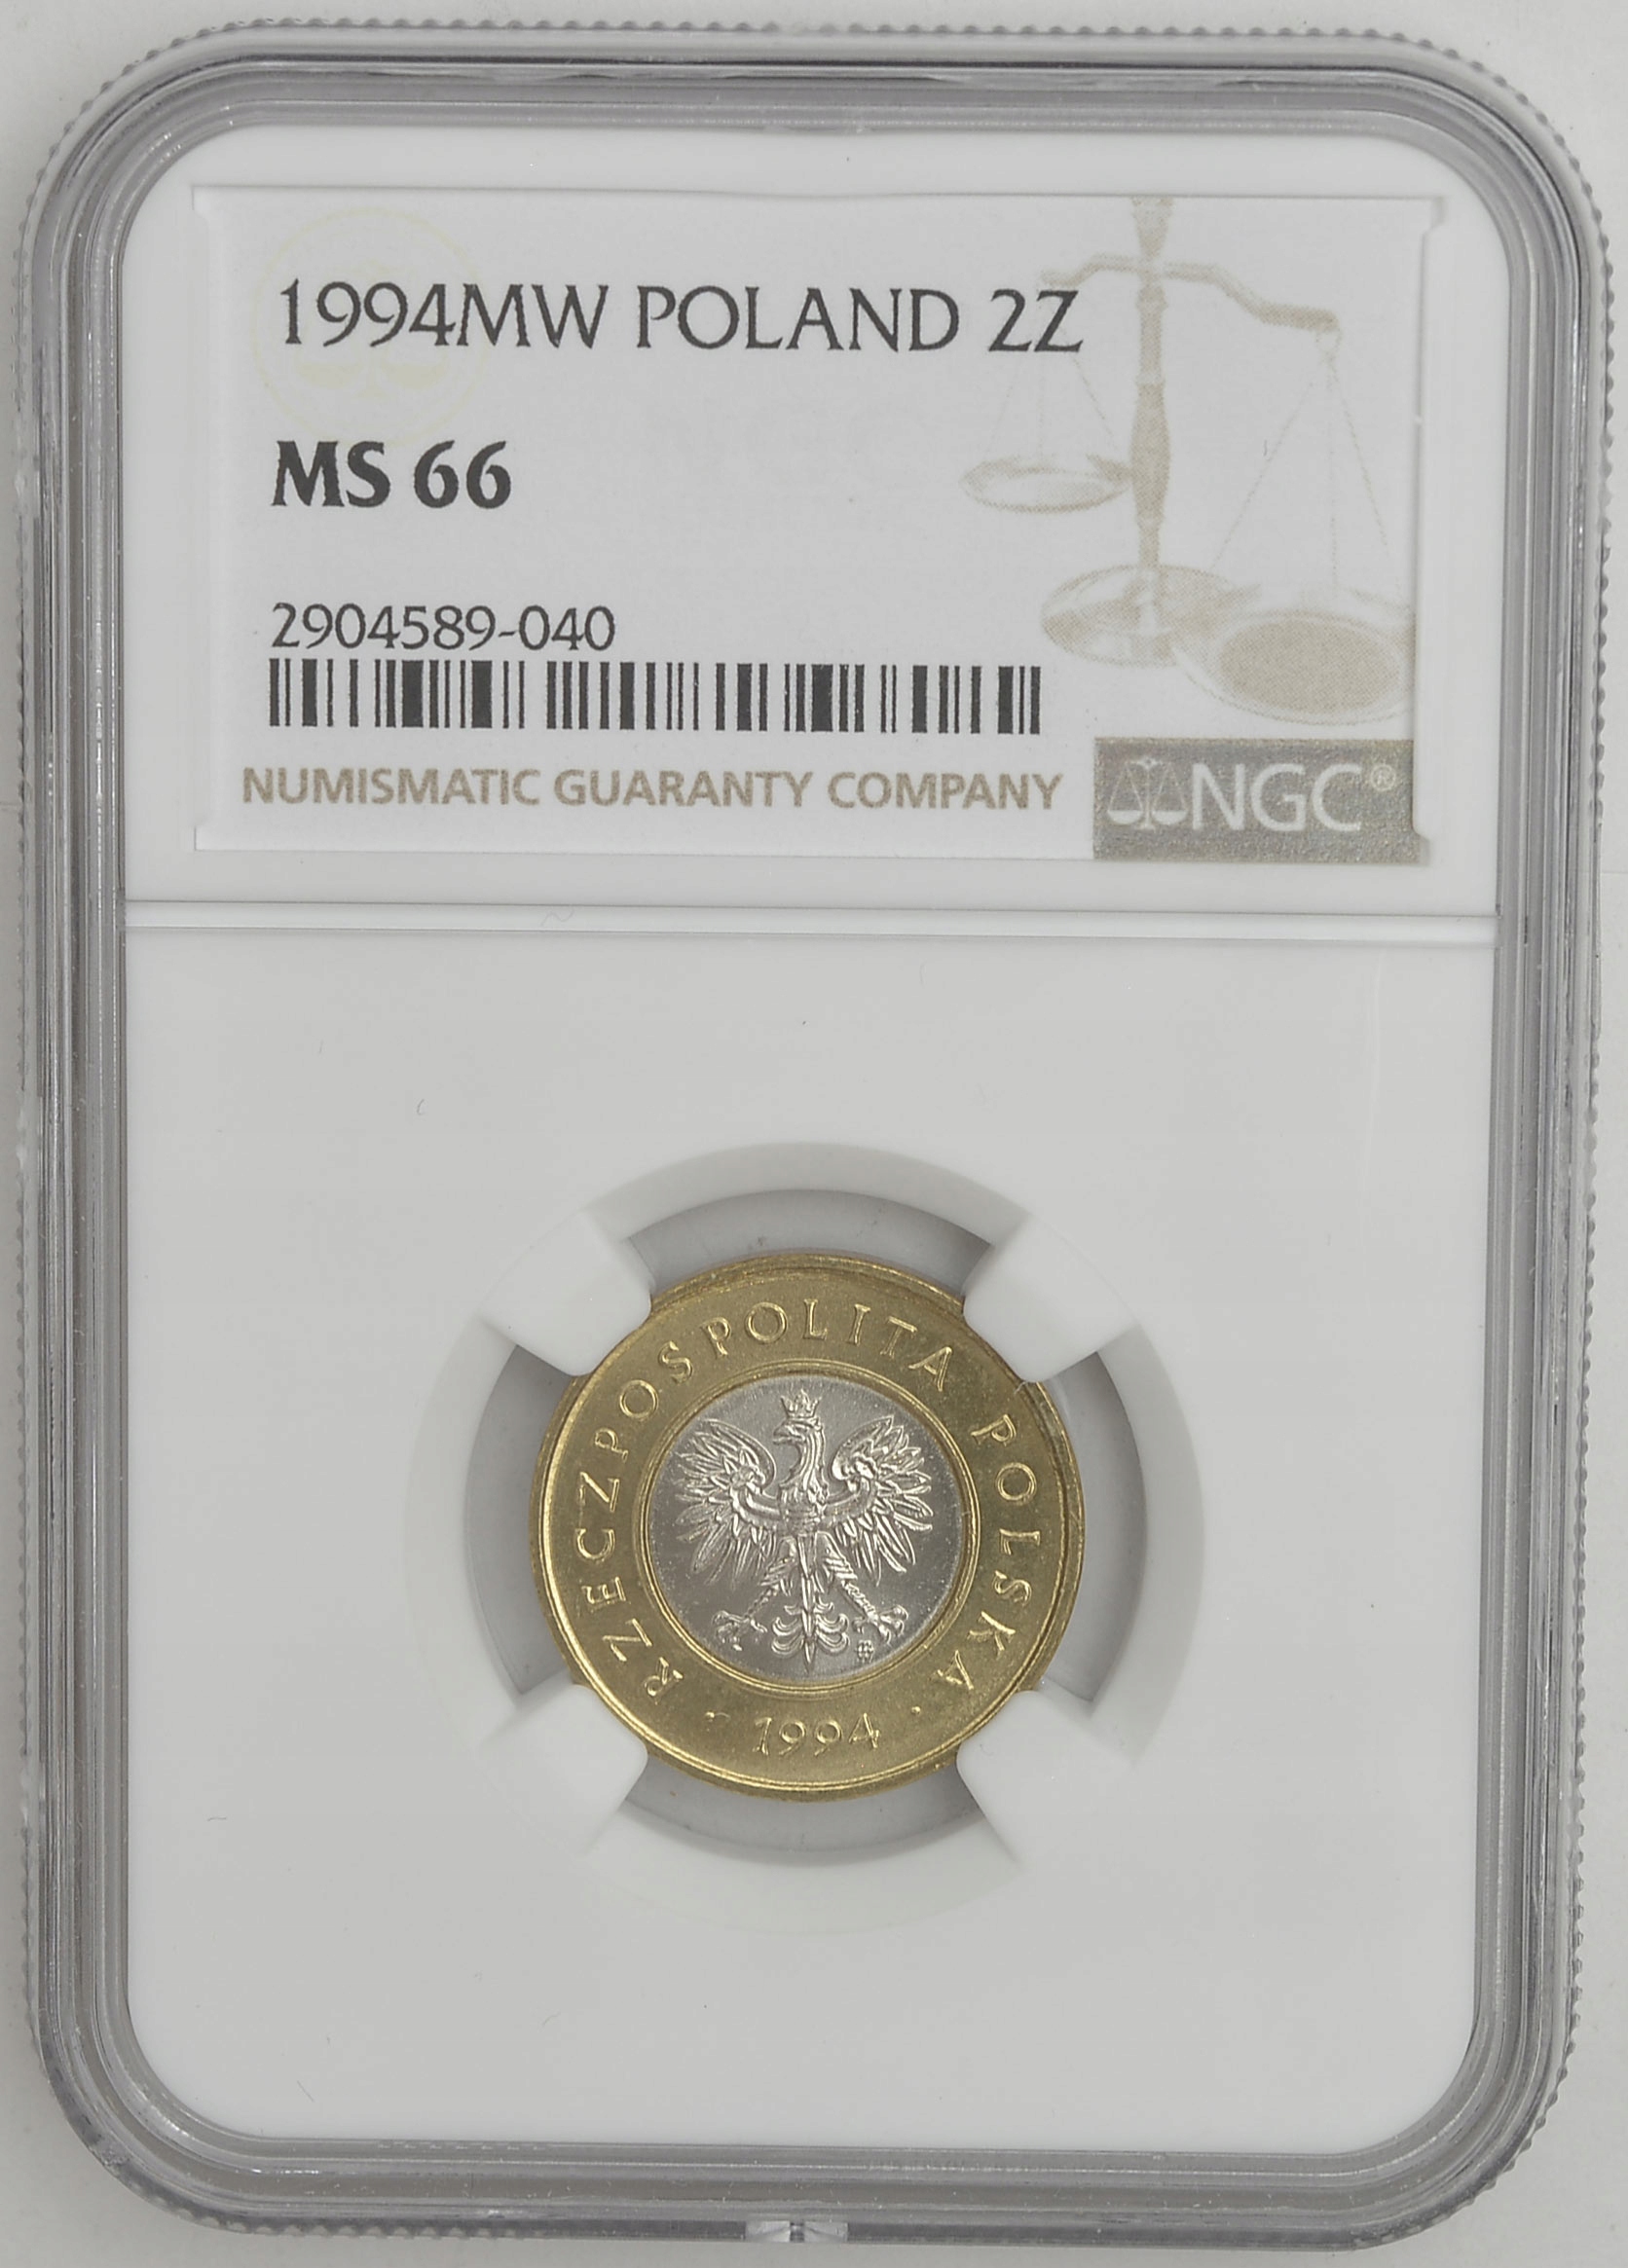 1994MW POLAND 2Z
MS 66
2904589-040
NUMISMATIC GUARANTY COMPANY
NGC®
RZECZPOSPOLITA POLSKA
· 1994 ·